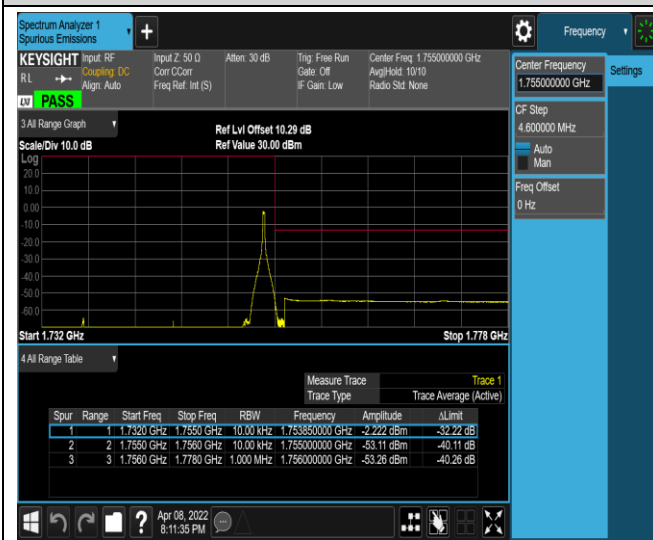 Spectrum Analyzer 1
Spurious Emissions
+
Frequency
KEYSIGHT
RL
LXI
PASS
Input: RF
Coupling: DC
Align: Auto
Input Z: 50 Ω
Corr CCorr
Freq Ref: Int (S)
Atten: 30 dB
Trig: Free Run
Gate: Off
IF Gain: Low
Center Freq: 1.755000000 GHz
Avg|Hold: 10/10
Radio Std: None
Center Frequency
1.755000000 GHz
Settings
CF Step
4.600000 MHz
Auto
Man
Freq Offset
0 Hz
3 All Range Graph
Scale/Div 10.0 dB
Ref Lvl Offset 10.29 dB
Ref Value 30.00 dBm
Log
20.0
10.0
0.00
-10.0
-20.0
-30.0
-40.0
-50.0
-60.0
Start 1.732 GHz
Stop 1.778 GHz
4 All Range Table
Measure Trace Trace 1
Trace Type Trace Average (Active)
Spur Range Start Freq Stop Freq RBW Frequency Amplitude ΔLimit
1 1 1.7320 GHz 1.7550 GHz 10.00 kHz 1.753850000 GHz -2.222 dBm -32.22 dB
2 2 1.7550 GHz 1.7560 GHz 10.00 kHz 1.755000000 GHz -53.11 dBm -40.11 dB
3 3 1.7560 GHz 1.7780 GHz 1.000 MHz 1.756000000 GHz -53.26 dBm -40.26 dB
?
Apr 08, 2022
8:11:35 PM